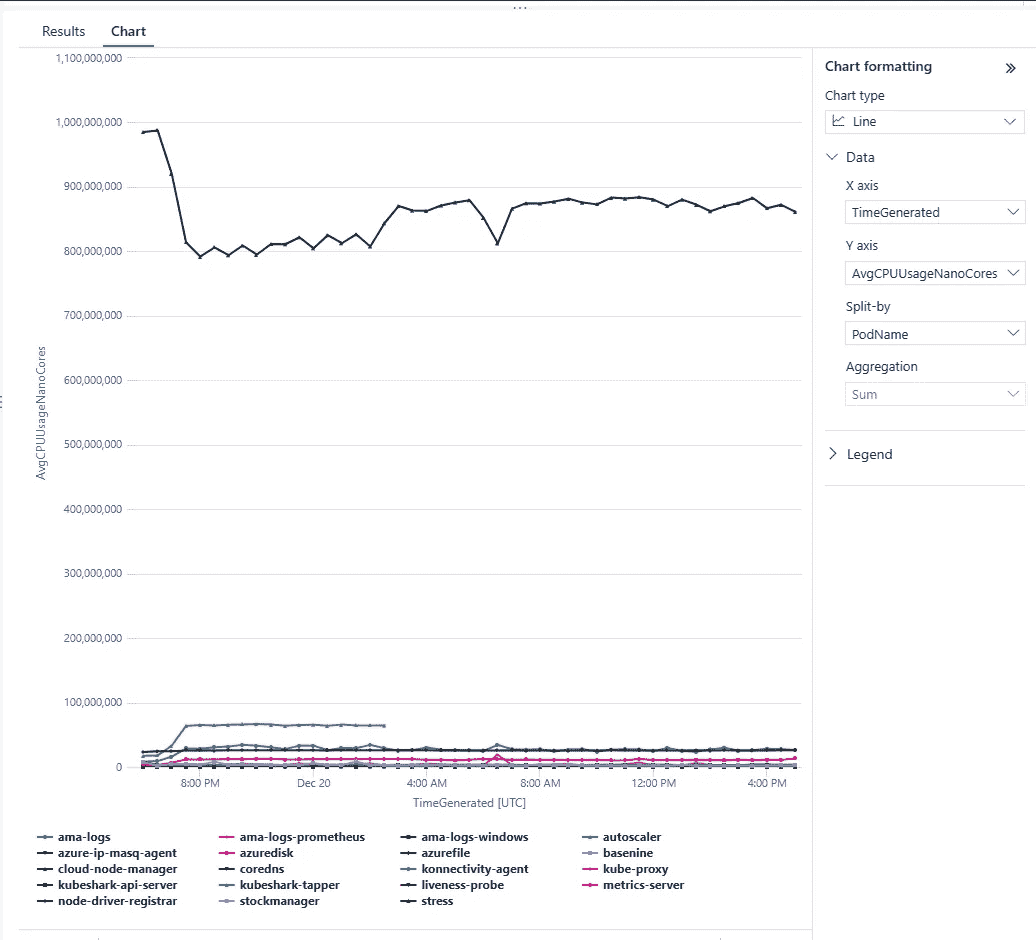 Results Chart
1,100,000,000
1,000,000,000
900,000,000
800,000,000
700,000,000
600,000,000
500,000,000
400,000,000
300,000,000
200,000,000
100,000,000
0
AvgCPUUsageNanoCores
8:00 PM Dec 20 4:00 AM 8:00 AM 12:00 PM 4:00 PM
TimeGenerated [UTC]
ama-logs ama-logs-prometheus ama-logs-windows autoscaler
azure-ip-masq-agent azuredisk azurefile basenine
cloud-node-manager coredns konnectivity-agent kube-proxy
kubeshark-api-server kubeshark-tapper liveness-probe metrics-server
node-driver-registrar stockmanager stress
Chart formatting
Chart type
Line
Data
X axis
TimeGenerated
Y axis
AvgCPUUsageNanoCores
Split-by
PodName
Aggregation
Sum
Legend